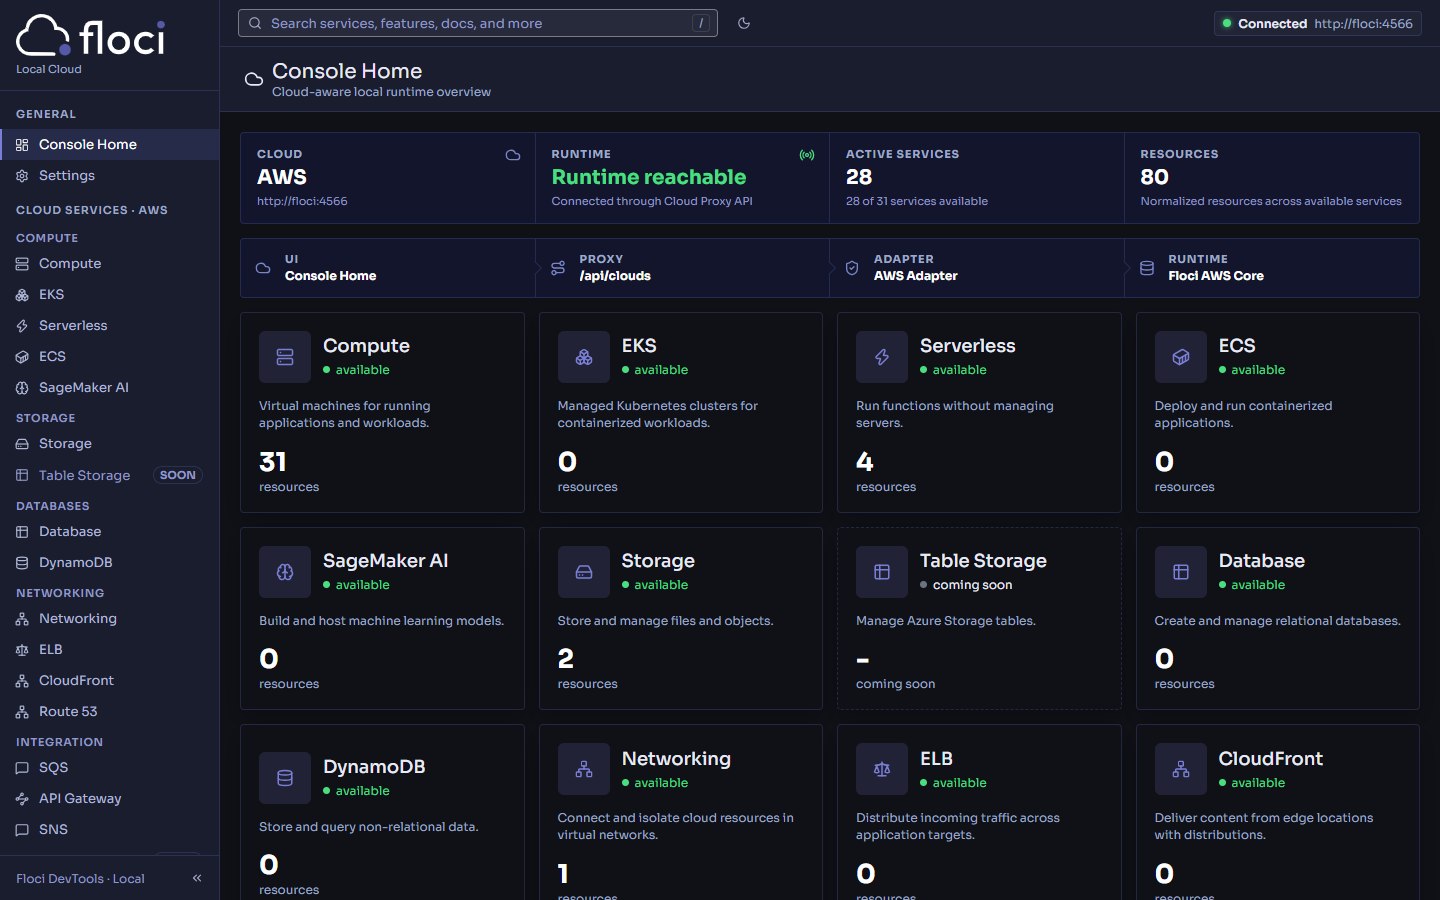 floci
Local Cloud
GENERAL
Console Home
Settings
CLOUD SERVICES · AWS
COMPUTE
Compute
EKS
Serverless
ECS
SageMaker AI
STORAGE
Storage
Table Storage SOON
DATABASES
Database
DynamoDB
NETWORKING
Networking
ELB
CloudFront
Route 53
INTEGRATION
SQS
API Gateway
SNS
Floci DevTools · Local
Search services, features, docs, and more /
Connected http://floci:4566
Console Home
Cloud-aware local runtime overview
CLOUD
AWS
http://floci:4566
RUNTIME
Runtime reachable
Connected through Cloud Proxy API
ACTIVE SERVICES
28
28 of 31 services available
RESOURCES
80
Normalized resources across available services
UI
Console Home
PROXY
/api/clouds
ADAPTER
AWS Adapter
RUNTIME
Floci AWS Core
Compute
available
Virtual machines for running
applications and workloads.
31
resources
EKS
available
Managed Kubernetes clusters for
containerized workloads.
0
resources
Serverless
available
Run functions without managing
servers.
4
resources
ECS
available
Deploy and run containerized
applications.
0
resources
SageMaker AI
available
Build and host machine learning models.
0
resources
Storage
available
Store and manage files and objects.
2
resources
Table Storage
coming soon
Manage Azure Storage tables.
-
coming soon
Database
available
Create and manage relational databases.
0
resources
DynamoDB
available
Store and query non-relational data.
0
resources
Networking
available
Connect and isolate cloud resources in
virtual networks.
1
resources
ELB
available
Distribute incoming traffic across
application targets.
0
resources
CloudFront
available
Deliver content from edge locations
with distributions.
0
resources